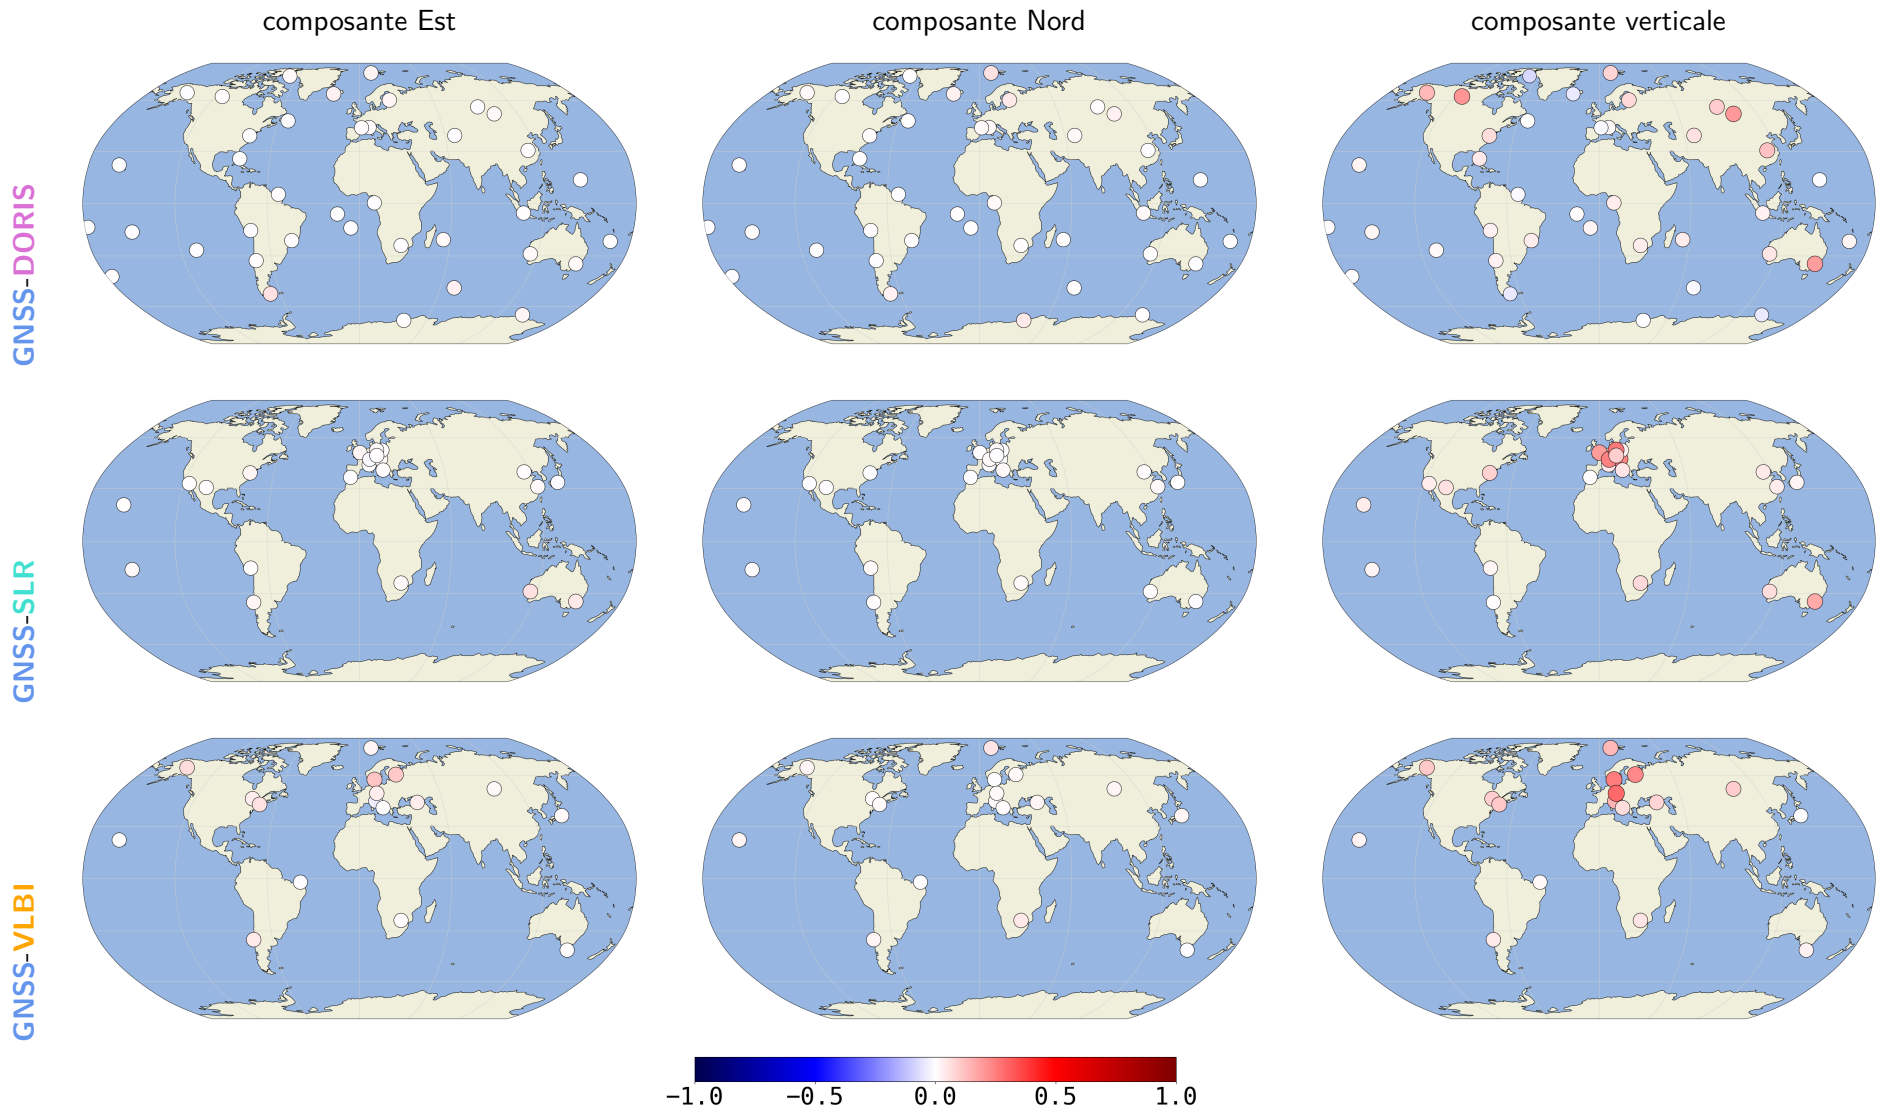 composante Est
composante Nord
composante verticale
GNSS-DORIS
GNSS-SLR
GNSS-VLBI
−1.0
−0.5
0.0
0.5
1.0